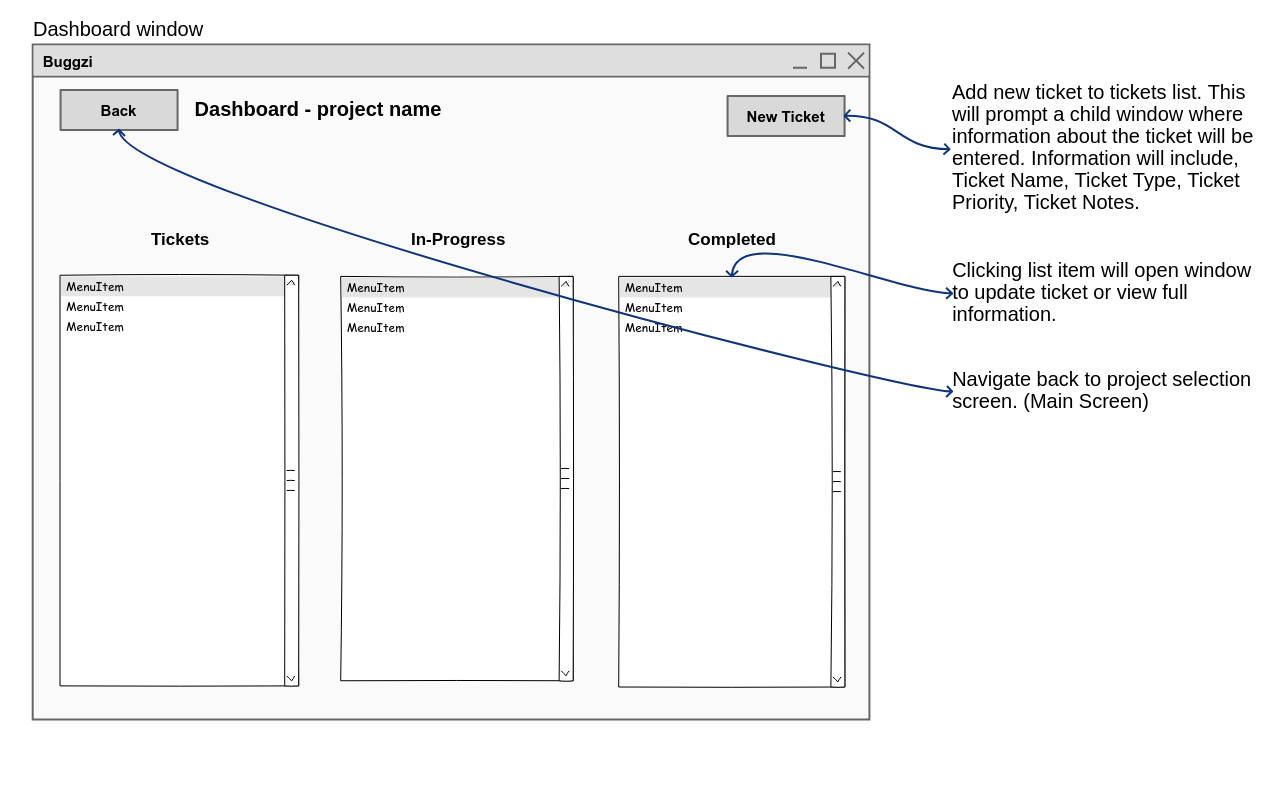 Dashboard window
Buggzi
Back
Dashboard - project name
New Ticket
Tickets
MenuItem
MenuItem
MenuItem
In-Progress
MenuItem
MenuItem
MenuItem
Completed
MenuItem
MenuItem
MenuItem
Add new ticket to tickets list. This
will prompt a child window where
information about the ticket will be
entered. Information will include,
Ticket Name, Ticket Type, Ticket
Priority, Ticket Notes.
Clicking list item will open window
to update ticket or view full
information.
Navigate back to project selection
screen. (Main Screen)